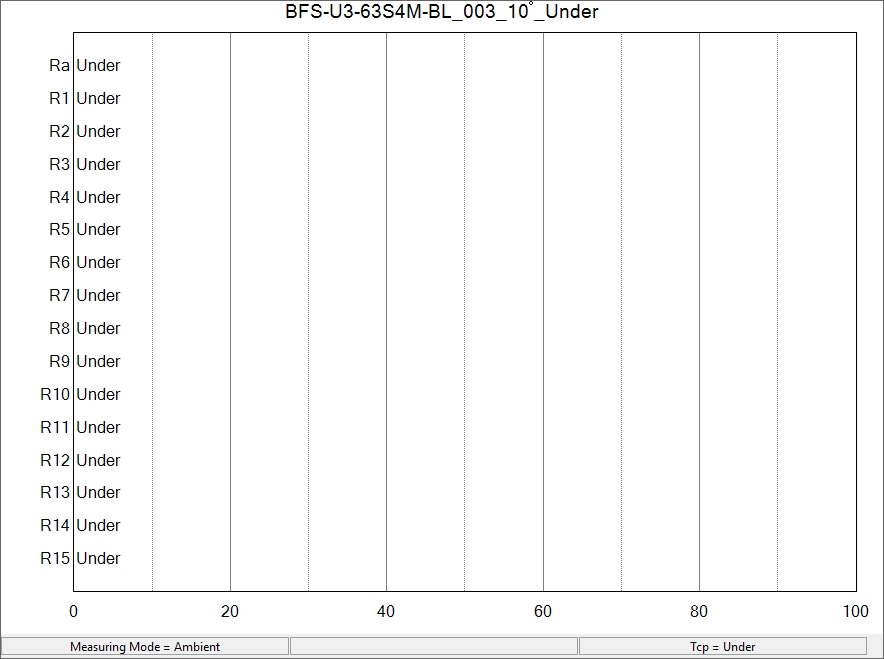 BFS-U3-63S4M-BL_003_10°_Under
Ra Under
R1 Under
R2 Under
R3 Under
R4 Under
R5 Under
R6 Under
R7 Under
R8 Under
R9 Under
R10 Under
R11 Under
R12 Under
R13 Under
R14 Under
R15 Under
0 20 40 60 80 100
Measuring Mode = Ambient Tcp = Under